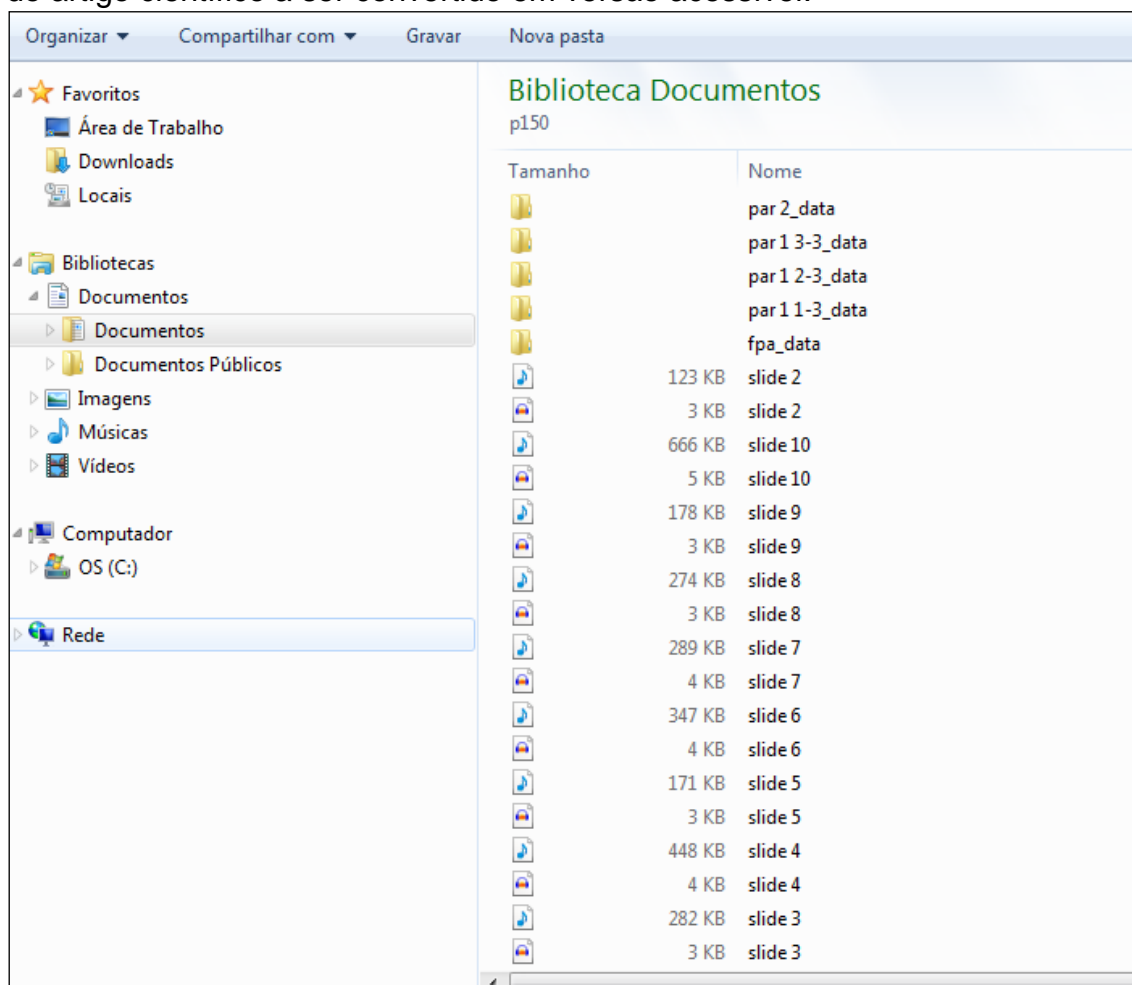 Organizar Compartilhar com Gravar Nova pasta
Favoritos
Área de Trabalho
Downloads
Locais
Bibliotecas
Documentos
Documentos
Documentos Públicos
Imagens
Músicas
Vídeos
Computador
OS (C:)
Rede
Biblioteca Documentos
p150
Tamanho Nome
par 2_data
par 1 3-3_data
par 1 2-3_data
par 1 1-3_data
fpa_data
123 KB slide 2
3 KB slide 2
666 KB slide 10
5 KB slide 10
178 KB slide 9
3 KB slide 9
274 KB slide 8
3 KB slide 8
289 KB slide 7
4 KB slide 7
347 KB slide 6
4 KB slide 6
171 KB slide 5
3 KB slide 5
448 KB slide 4
4 KB slide 4
282 KB slide 3
3 KB slide 3